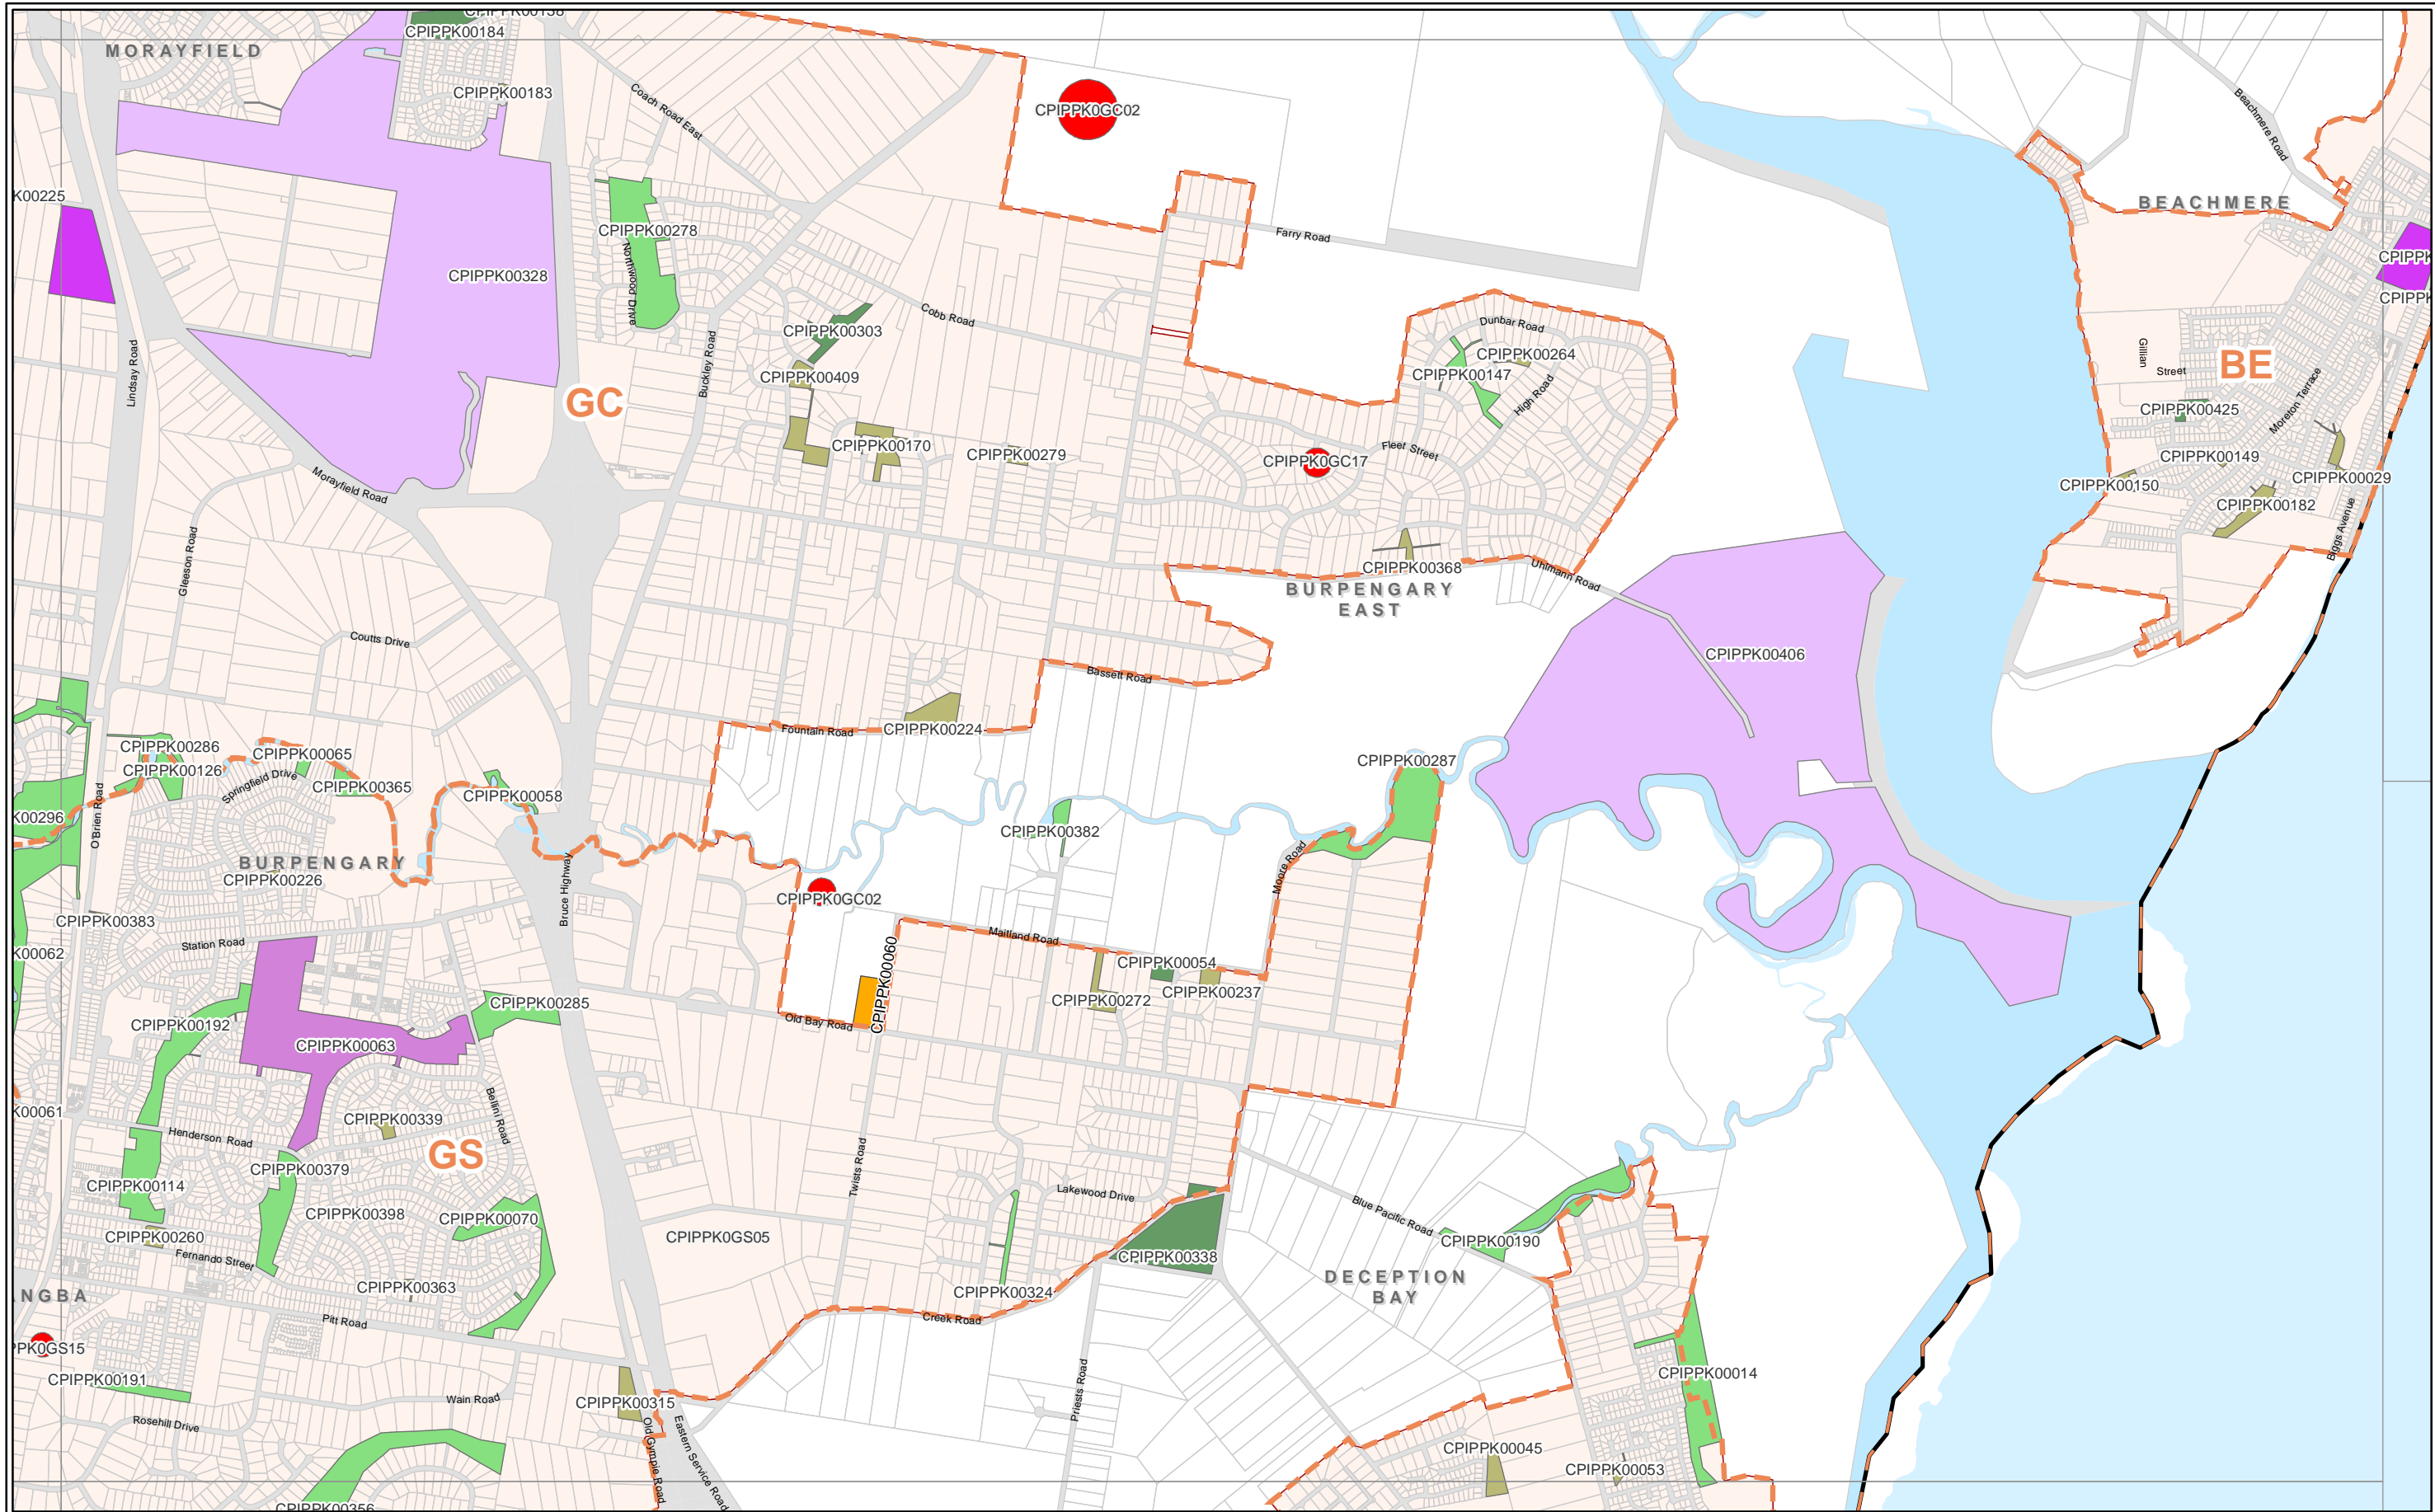 CPIPPK00138
CPIPPK00184
MORAYFIELD
CPIPPK00183
Coach Road East
CPIPPK0GC02
Beachmere Road
K00225
CPIPPK00278
Northwood Drive
CPIPPK00328
Farry Road
BEACHMERE
CPIPPK
CPIPPK
Lindsay Road
Buckley Road
CPIPPK00303
Cobb Road
CPIPPK00409
GC
Dunbar Road
CPIPPK00264
CPIPPK00147
High Road
Gillian
Street
BE
CPIPPK00425
Moreton Terrace
CPIPPK00170
CPIPPK00279
Fleet Street
CPIPPK0GC17
CPIPPK00149
CPIPPK00029
CPIPPK00150
CPIPPK00182
Biggs Avenue
Morayfield Road
Gleeson Road
CPIPPK00368
Uhlmann Road
BURPENGARY
EAST
Coutts Drive
CPIPPK00406
Bassett Road
Fountain Road
CPIPPK00224
CPIPPK00286
CPIPPK00065
CPIPPK00126
Springfield Drive
CPIPPK00365
CPIPPK00058
CPIPPK00287
K00296
O'Brien Road
CPIPPK00382
BURPENGARY
CPIPPK00226
Bruce Highway
Moore Road
CPIPPK0GC02
CPIPPK00383
Station Road
K00062
Maitland Road
CPIPPK00060
CPIPPK00054
CPIPPK00272
CPIPPK00237
CPIPPK00285
CPIPPK00192
CPIPPK00063
Old Bay Road
K00061
CPIPPK00339
Bellini Road
Henderson Road
GS
CPIPPK00379
CPIPPK00114
Twists Road
Lakewood Drive
Blue Pacific Road
CPIPPK00398
CPIPPK00070
CPIPPK00260
Fernando Street
CPIPPK0GS05
CPIPPK00338
CPIPPK00190
CPIPPK00363
CPIPPK00324
DECEPTION
BAY
NGBA
Pitt Road
Creek Road
PPK0GS15
CPIPPK00191
CPIPPK00014
Wain Road
CPIPPK00315
Rosehill Drive
Old Gympie Road
Eastern Service Road
Priests Road
CPIPPK00045
CPIPPK00053
CPIPPK00356